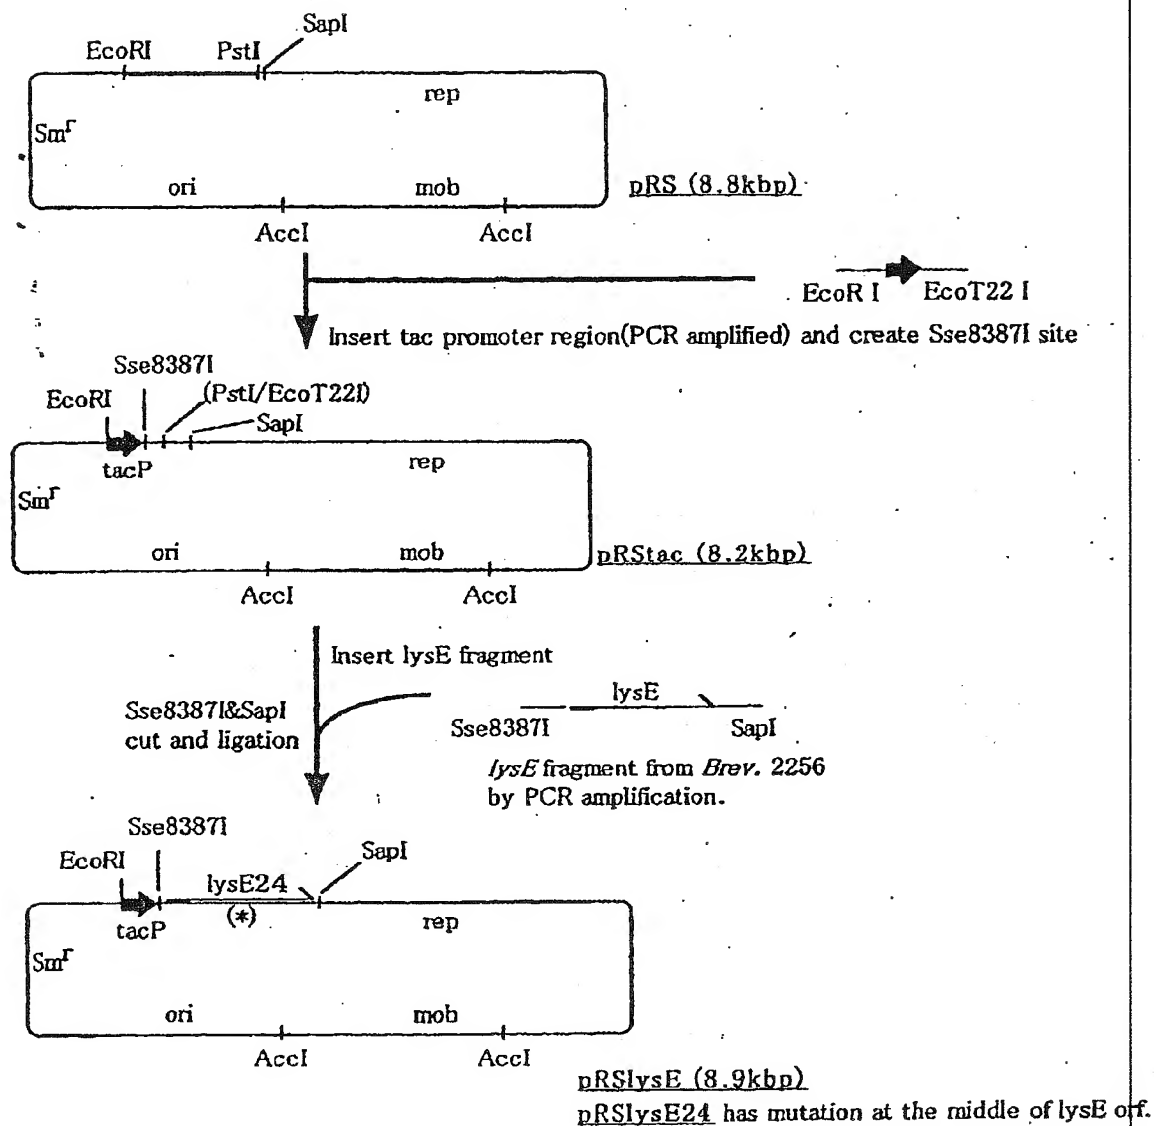 SapI
EcoRI PstI
rep
Smr
ori mob
pRS (8.8kbp)
AccI AccI
EcoR I EcoT22 I
Insert tac promoter region(PCR amplified) and create Sse8387I site
Sse8387I
EcoRI (PstI/EcoT22I)
SapI
tacP rep
Smr
ori mob
pRStac (8.2kbp)
AccI AccI
Insert lysE fragment
lysE
Sse8387I&SapI
cut and ligation
Sse8387I SapI
lysE fragment from Brev. 2256
by PCR amplification.
Sse8387I
EcoRI SapI
lysE24
tacP (*) rep
Smr
ori mob
AccI AccI
pRSlysE (8.9kbp)
pRSlysE24 has mutation at the middle of lysE orf.